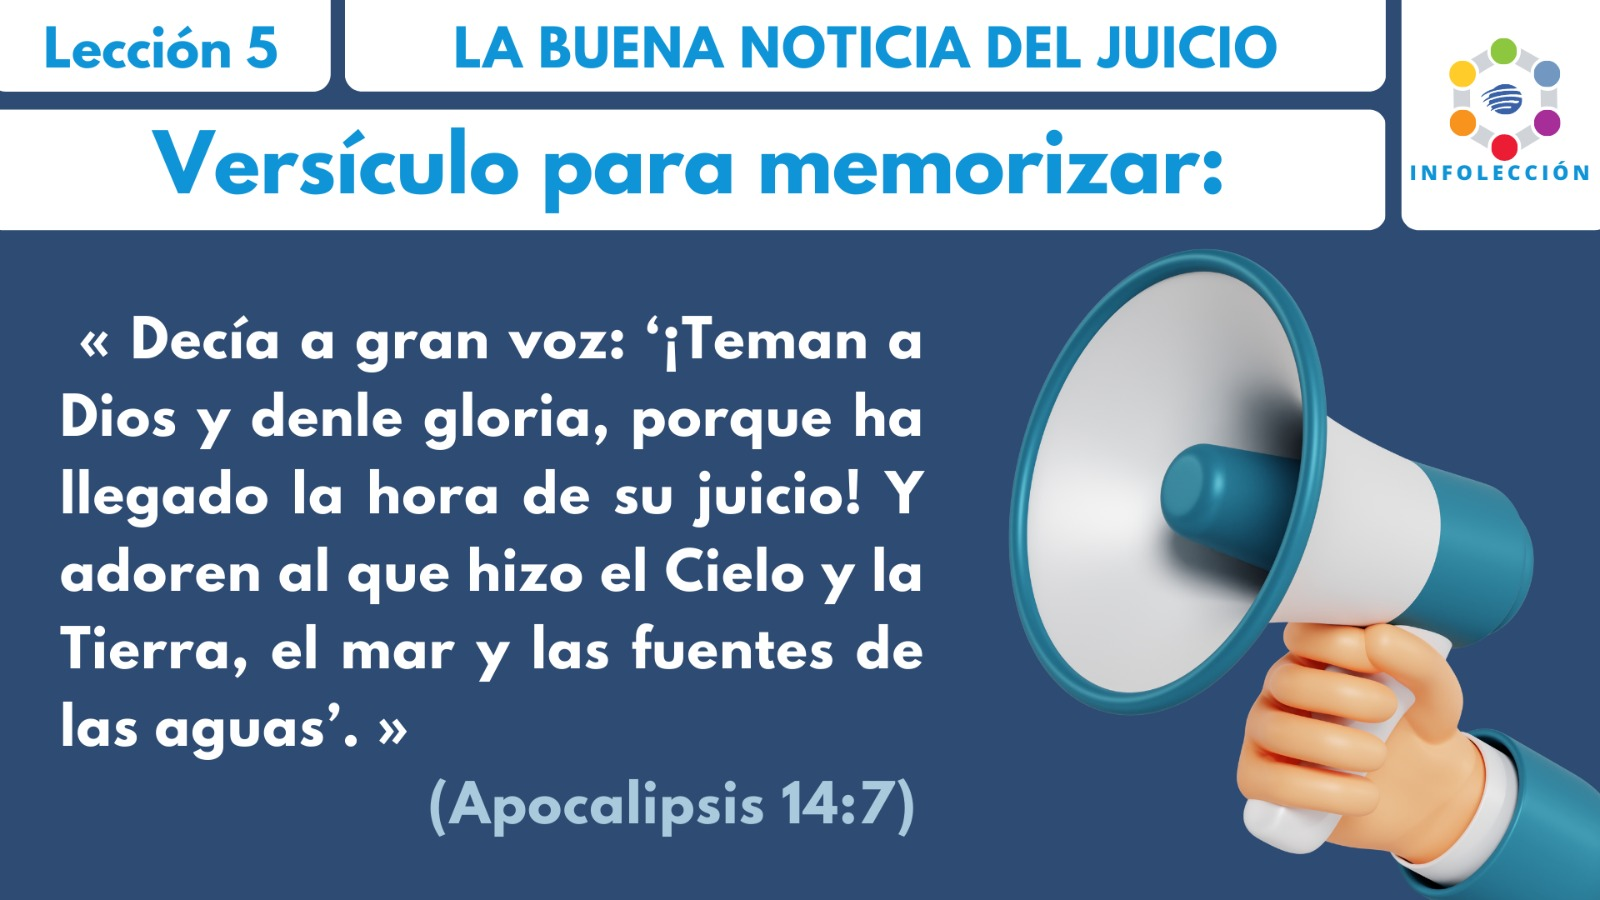 Lección 5
LA BUENA NOTICIA DEL JUICIO
INFOLECCIÓN
Versículo para memorizar:
« Decía a gran voz: ‘¡Teman a
Dios y denle gloria, porque ha
llegado la hora de su juicio! Y
adoren al que hizo el Cielo y la
Tierra, el mar y las fuentes de
las aguas’. »
(Apocalipsis 14:7)